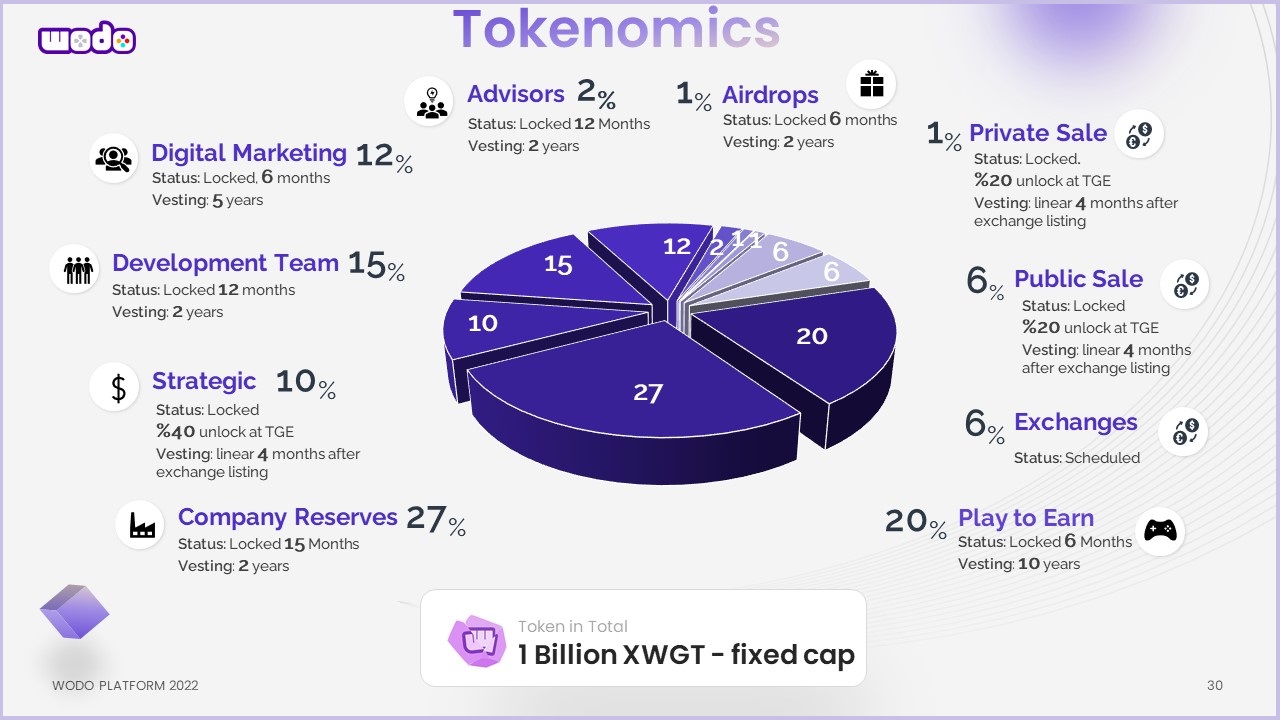 Tokenomics
wodo
Advisors 2%
Status: Locked 12 Months
Vesting: 2 years
1% Airdrops
Status: Locked 6 months
Vesting: 2 years
1% Private Sale
Status: Locked.
%20 unlock at TGE
Vesting: linear 4 months after
exchange listing
Digital Marketing 12%
Status: Locked, 6 months
Vesting: 5 years
Development Team 15%
Status: Locked 12 months
Vesting: 2 years
6% Public Sale
Status: Locked
%20 unlock at TGE
Vesting: linear 4 months
after exchange listing
Strategic 10%
Status: Locked
%40 unlock at TGE
Vesting: linear 4 months after
exchange listing
12
2
1
1
6
6
15
10
20
27
6% Exchanges
Status: Scheduled
Company Reserves 27%
Status: Locked 15 Months
Vesting: 2 years
20% Play to Earn
Status: Locked 6 Months
Vesting: 10 years
Token in Total
1 Billion XWGT - fixed cap
WODO PLATFORM 2022
30